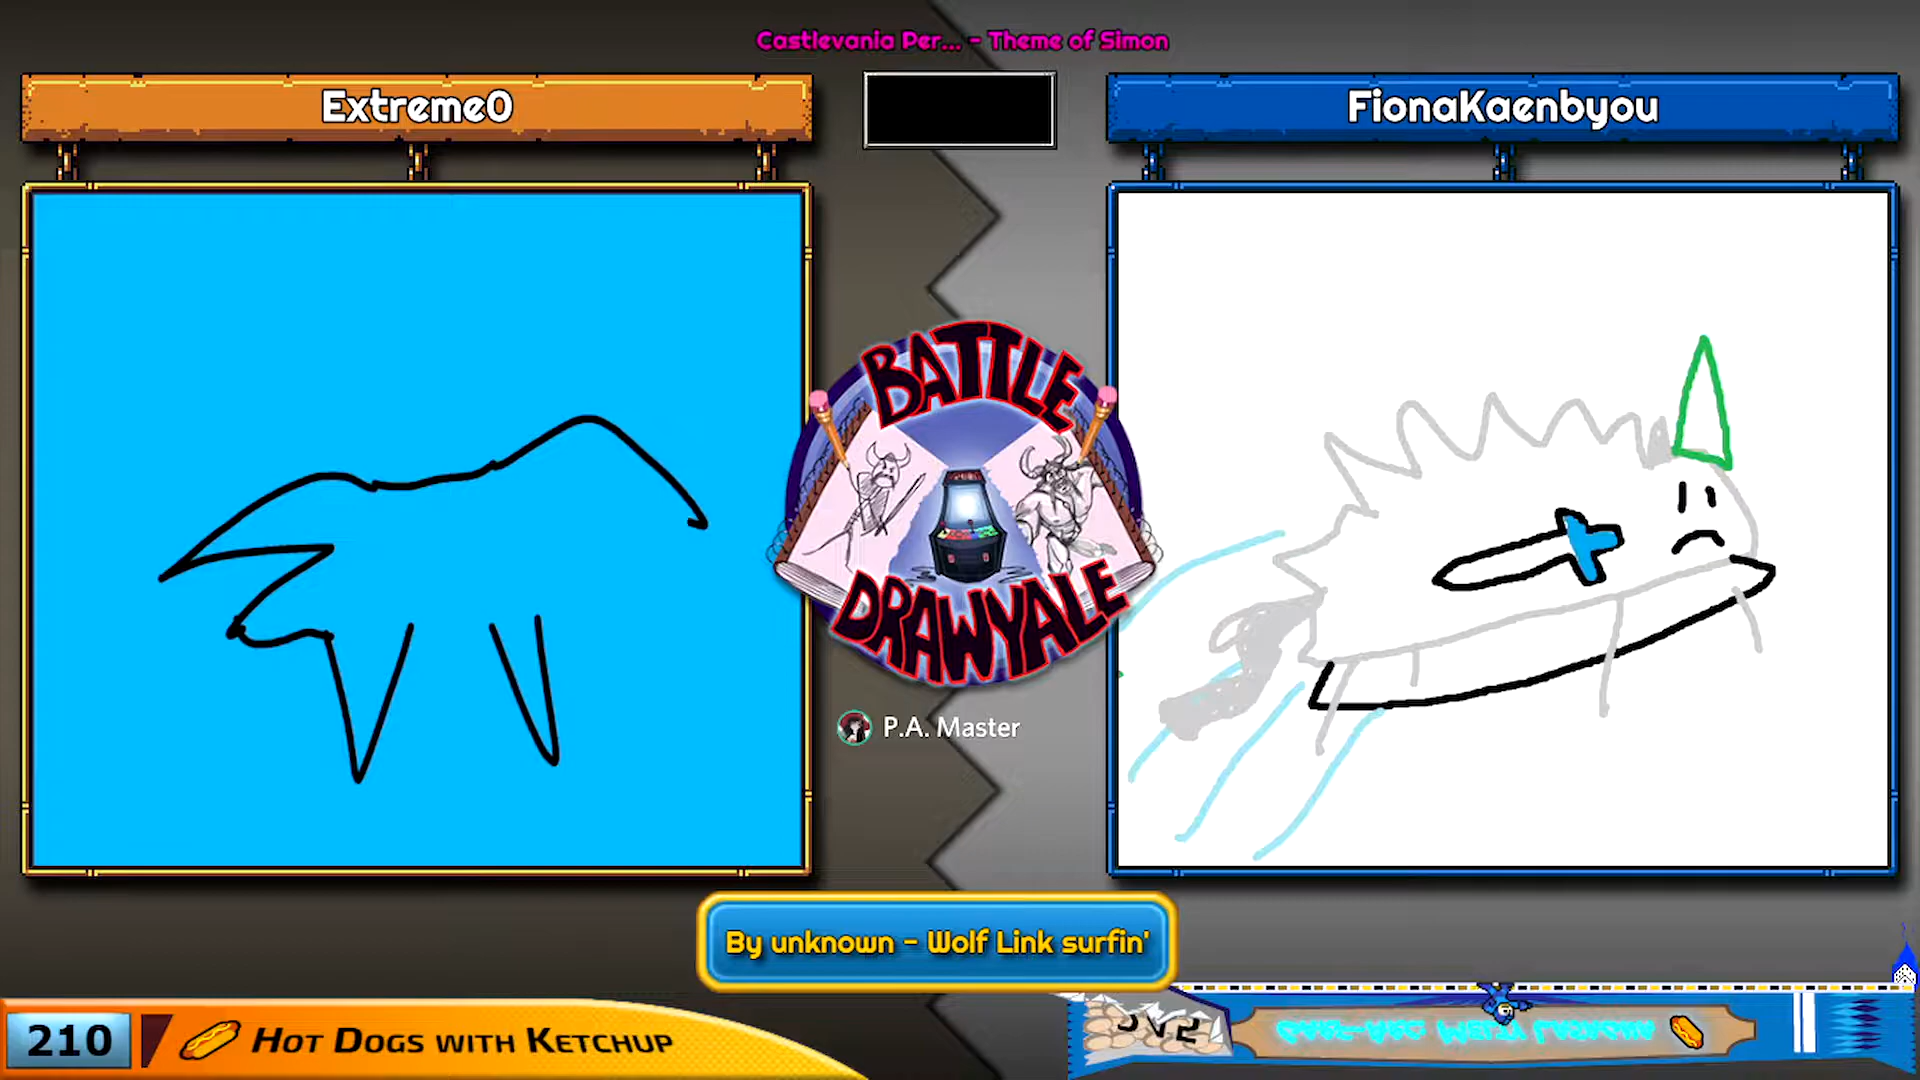 Castlevania Per... - Theme of Simon
Extreme0
FionaKaenbyou
BATTLE
DRAWYALE
P.A. Master
By unknown - Wolf Link surfin'
210
HOT DOGS WITH KETCHUP